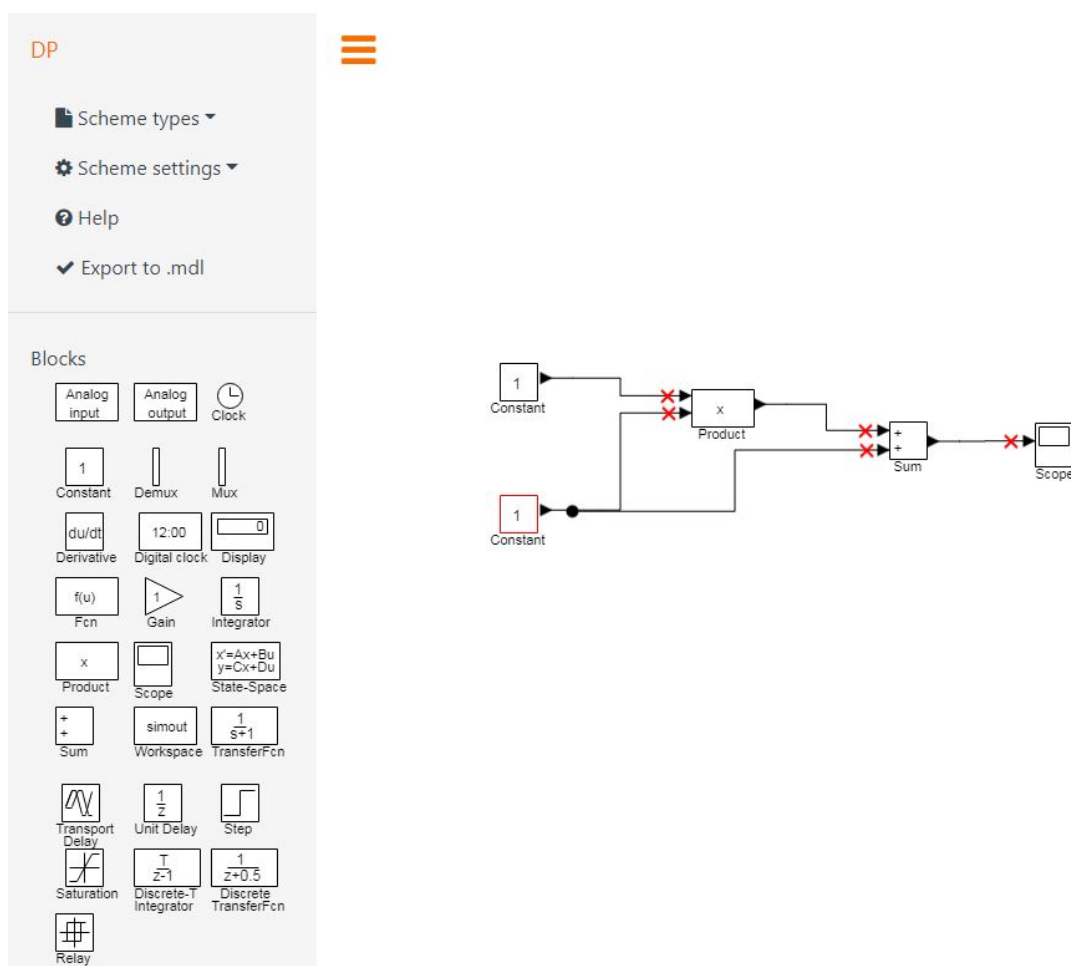 DP
Scheme types
Scheme settings
Help
Export to .mdl
Blocks
Analog input
Analog output
Clock
1
Constant
Demux
Mux
du/dt
Derivative
12:00
Digital clock
0
Display
f(u)
Fcn
1
Gain
1
s
Integrator
x
Product
Scope
x'=Ax+Bu
y=Cx+Du
State-Space
+
+
Sum
simout
Workspace
1
s+1
TransferFcn
Transport
Delay
1
z
Unit Delay
Step
Saturation
T
z-1
Discrete-T
Integrator
1
z+0.5
Discrete
TransferFcn
Relay
1
Constant
x
Product
+
+
Sum
Scope
1
Constant